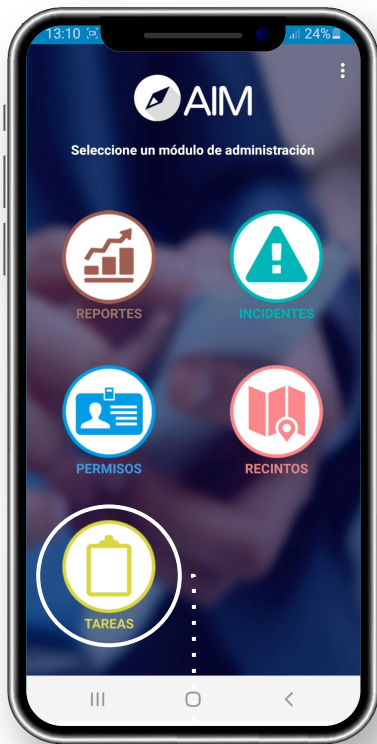 13:10 24%
AIM
Seleccione un módulo de administración
REPORTES INCIDENTES
PERMISOS RECINTOS
TAREAS